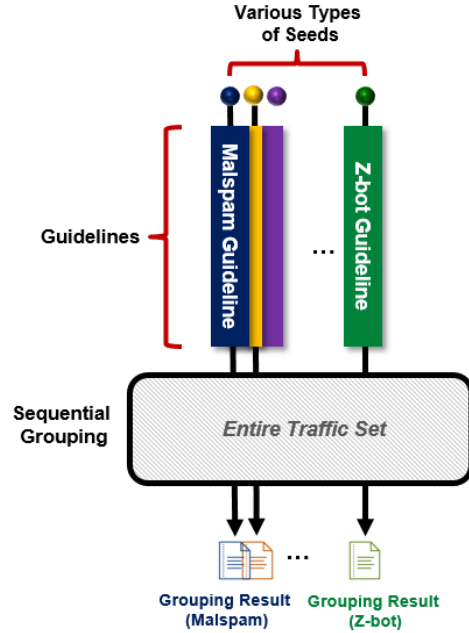 Various Types
of Seeds
Guidelines
Malspam Guideline
...
Z-bot Guideline
Sequential
Grouping
Entire Traffic Set
...
Grouping Result
(Malspam)
Grouping Result
(Z-bot)